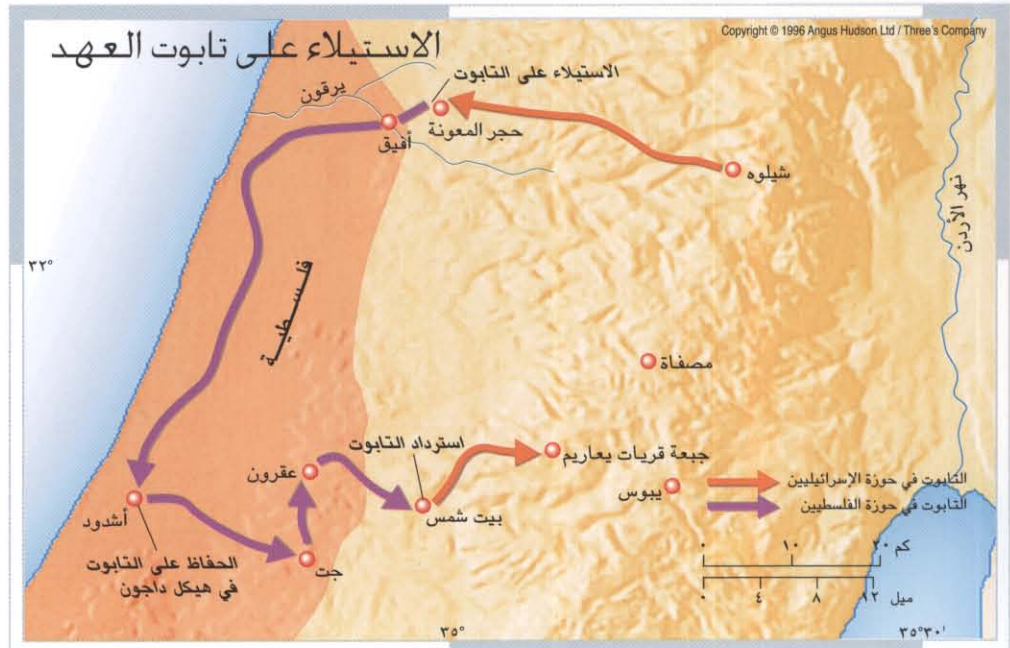 Copyright © 1996 Angus Hudson Ltd / Three's Company
الاستيلاء على تابوت العهد
الاستيلاء على التابوت
يرقون
حجر المعونة
أفيق
شيلوه
نهر الأردن
٣٢°
فلسطية
مصفاة
استرداد التابوت
جبعة قريات يعاريم
عقرون
يبوس
التابوت في حوزة الإسرائيليين
التابوت في حوزة الفلسطيين
أشدود
بيت شمس
الحفاظ على التابوت
في هيكل داجون
جت
٠ ١٠ ٢٠ كم
٠ ٤ ٨ ١٢ ميل
٣٥°
٣٥°٣٠'